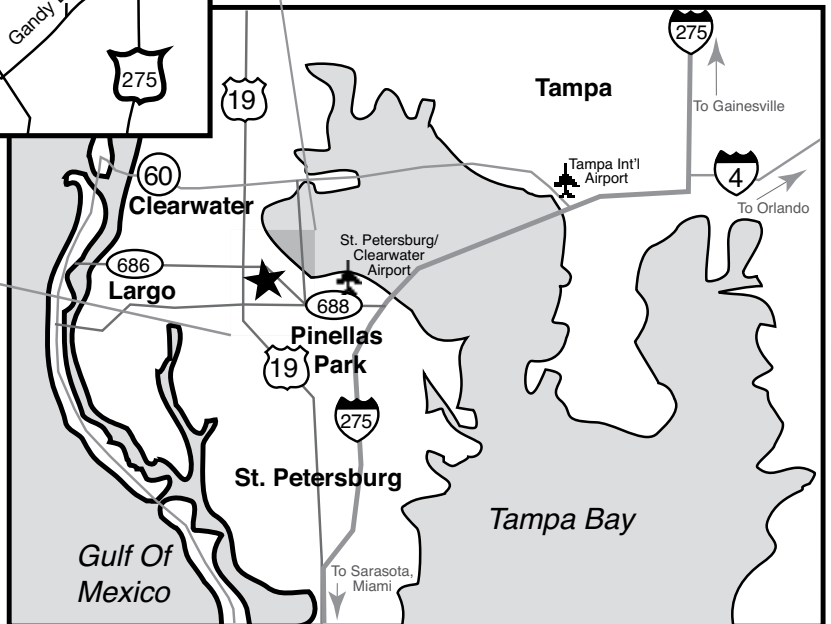 Gandy
275
19
275
Tampa
To Gainesville
60
Clearwater
Tampa Int'l
Airport
4
To Orlando
St. Petersburg/
Clearwater
Airport
686
Largo
688
Pinellas
Park
19
275
St. Petersburg
Tampa Bay
Gulf Of
Mexico
To Sarasota,
Miami